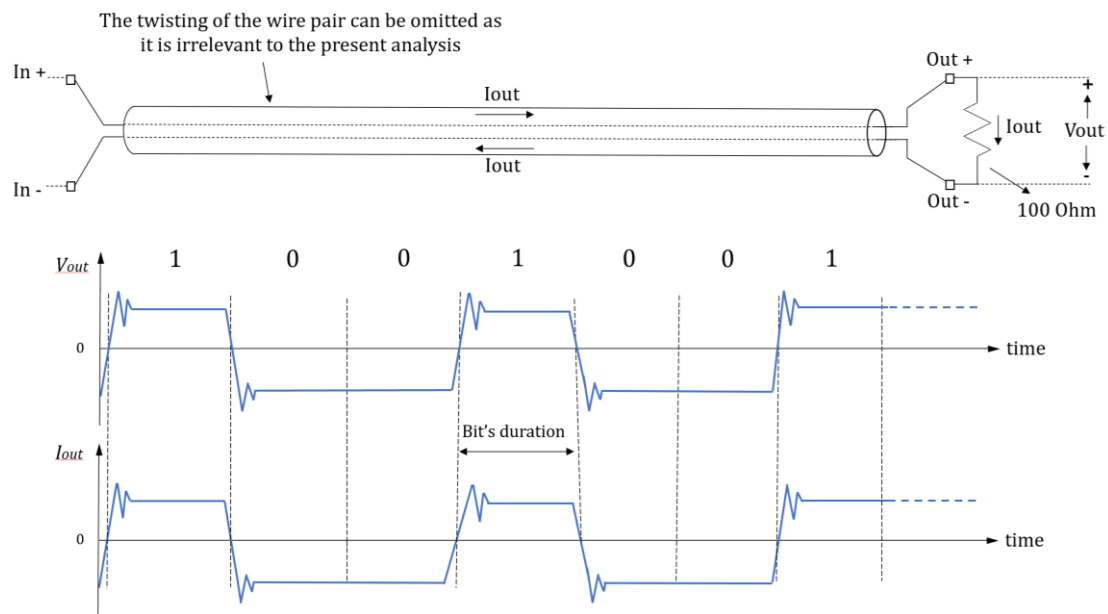 The twisting of the wire pair can be omitted as
it is irrelevant to the present analysis
In +
Out +
Iout
+
Iout
Vout
Iout
-
In -
Out -
100 Ohm
1 0 0 1 0 0 1
Vout
0
time
Bit's duration
Iout
0
time